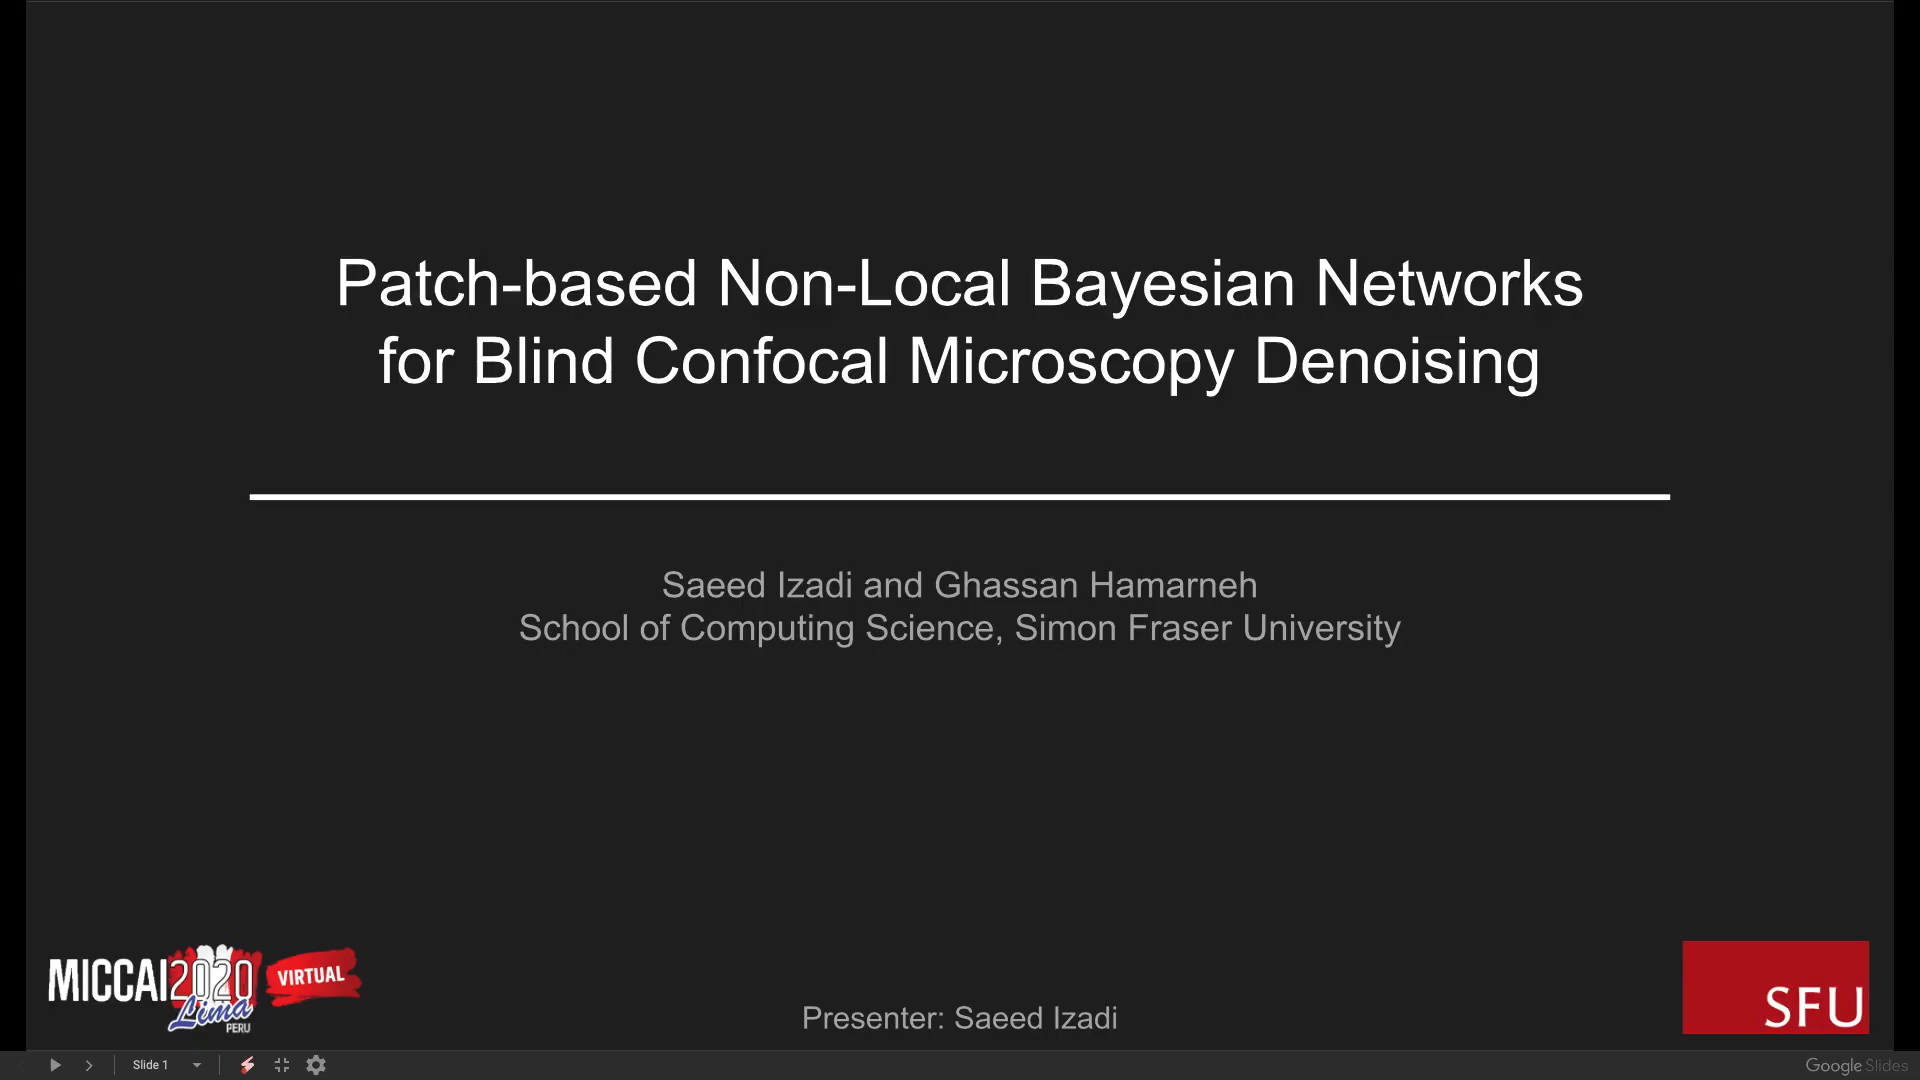 Patch-based Non-Local Bayesian Networks
for Blind Confocal Microscopy Denoising
Saeed Izadi and Ghassan Hamarneh
School of Computing Science, Simon Fraser University
MICCAI2020 VIRTUAL
Lima
PERU
Presenter: Saeed Izadi
SFU
Slide 1
Google Slides